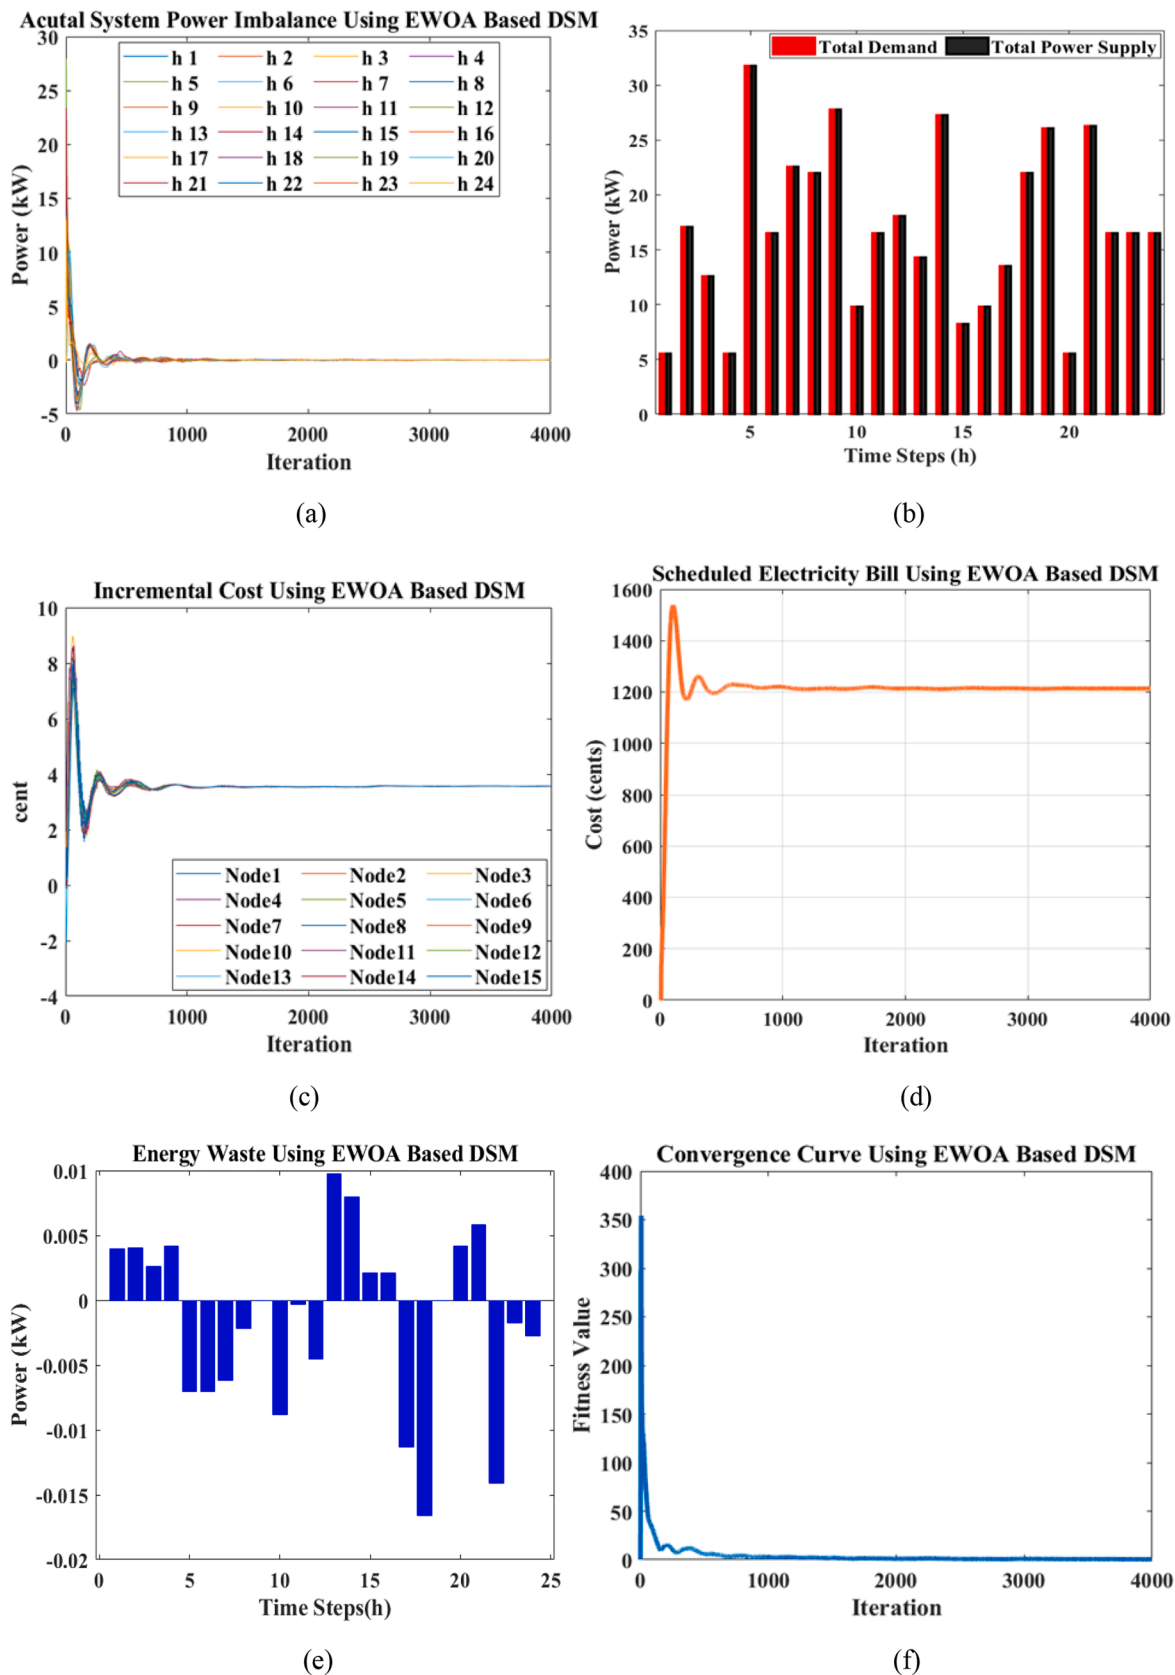 Acutal System Power Imbalance Using EWOA Based DSM
30
25
20
15
10
5
0
-5
Power (kW)
h 1 h 2 h 3 h 4
h 5 h 6 h 7 h 8
h 9 h 10 h 11 h 12
h 13 h 14 h 15 h 16
h 17 h 18 h 19 h 20
h 21 h 22 h 23 h 24
0 1000 2000 3000 4000
Iteration
(a)
35
30
25
20
15
10
5
0
Power (kW)
Total Demand Total Power Supply
5 10 15 20
Time Steps (h)
(b)
Incremental Cost Using EWOA Based DSM
10
8
6
4
2
0
-2
-4
cent
Node1 Node2 Node3
Node4 Node5 Node6
Node7 Node8 Node9
Node10 Node11 Node12
Node13 Node14 Node15
0 1000 2000 3000 4000
Iteration
(c)
Scheduled Electricity Bill Using EWOA Based DSM
1600
1400
1200
1000
800
600
400
200
0
Cost (cents)
0 1000 2000 3000 4000
Iteration
(d)
Energy Waste Using EWOA Based DSM
0.01
0.005
0
-0.005
-0.01
-0.015
-0.02
Power (kW)
0 5 10 15 20 25
Time Steps(h)
(e)
Convergence Curve Using EWOA Based DSM
400
350
300
250
200
150
100
50
0
Fitness Value
0 1000 2000 3000 4000
Iteration
(f)